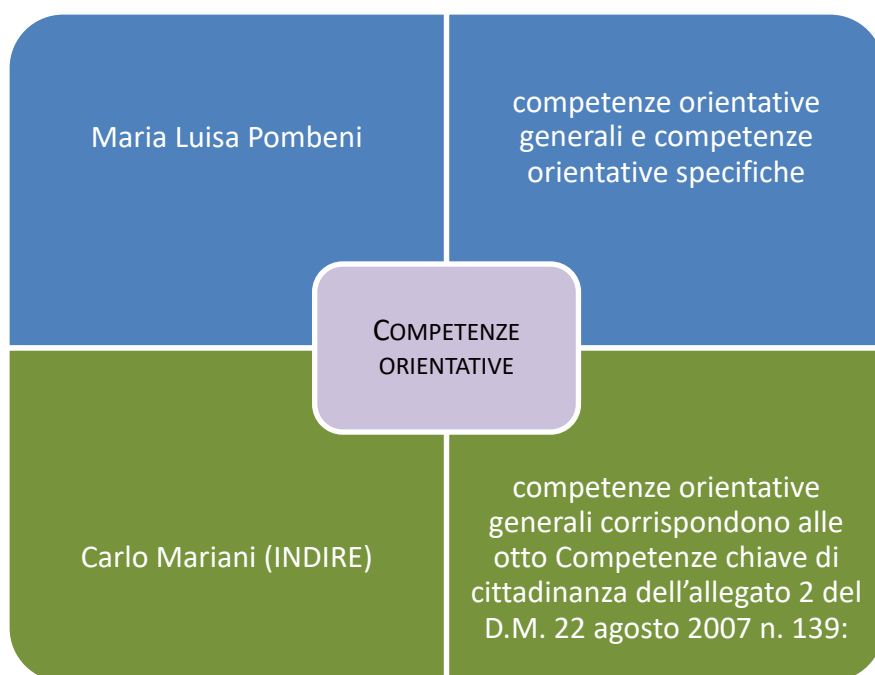 Maria Luisa Pombeni
competenze orientative
generali e competenze
orientative specifiche
COMPETENZE
ORIENTATIVE
Carlo Mariani (INDIRE)
competenze orientative
generali corrispondono alle
otto Competenze chiave di
cittadinanza dell’allegato 2 del
D.M. 22 agosto 2007 n. 139: